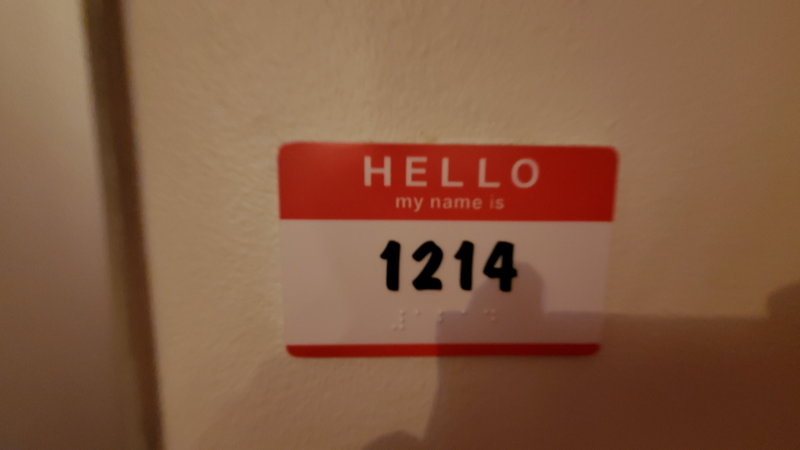 HELLO
my name is
1214
⠼⠁⠃⠁⠙